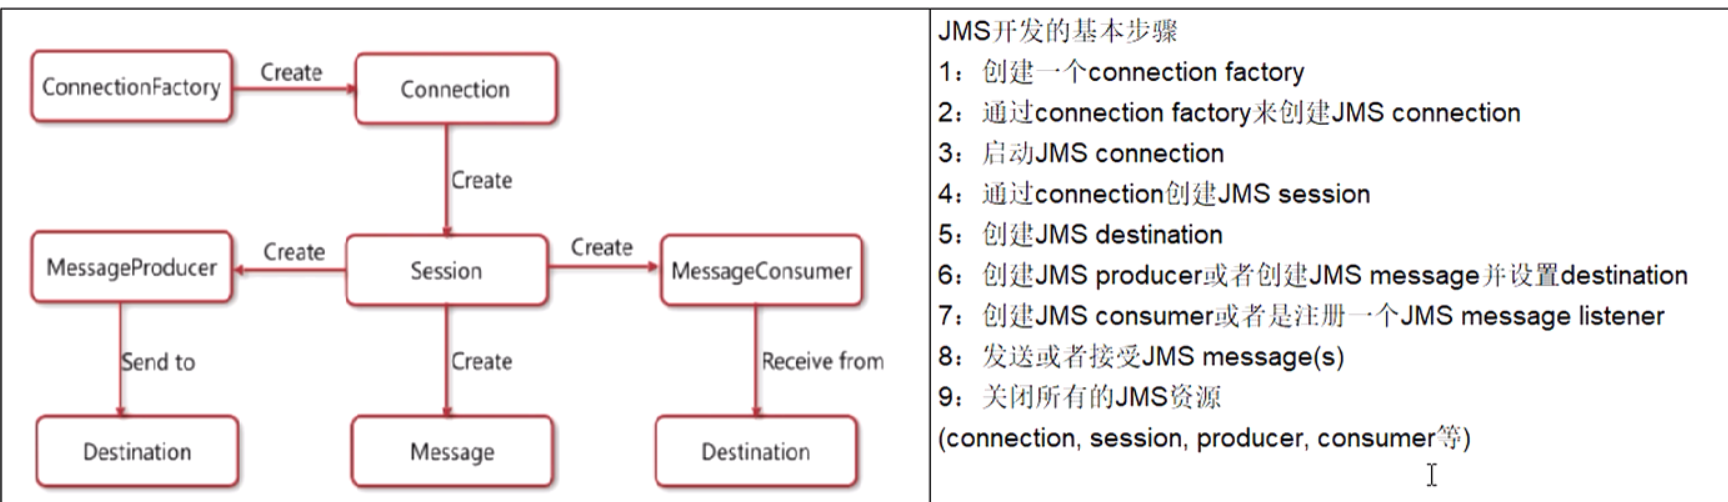 ConnectionFactory
Create
Connection
Create
MessageProducer
Create
Session
Create
MessageConsumer
Send to
Create
Receive from
Destination
Message
Destination
JMS开发的基本步骤
1：创建一个connection factory
2：通过connection factory来创建JMS connection
3：启动JMS connection
4：通过connection创建JMS session
5：创建JMS destination
6：创建JMS producer或者创建JMS message并设置destination
7：创建JMS consumer或者是注册一个JMS message listener
8：发送或者接受JMS message(s)
9：关闭所有的JMS资源
(connection, session, producer, consumer等)